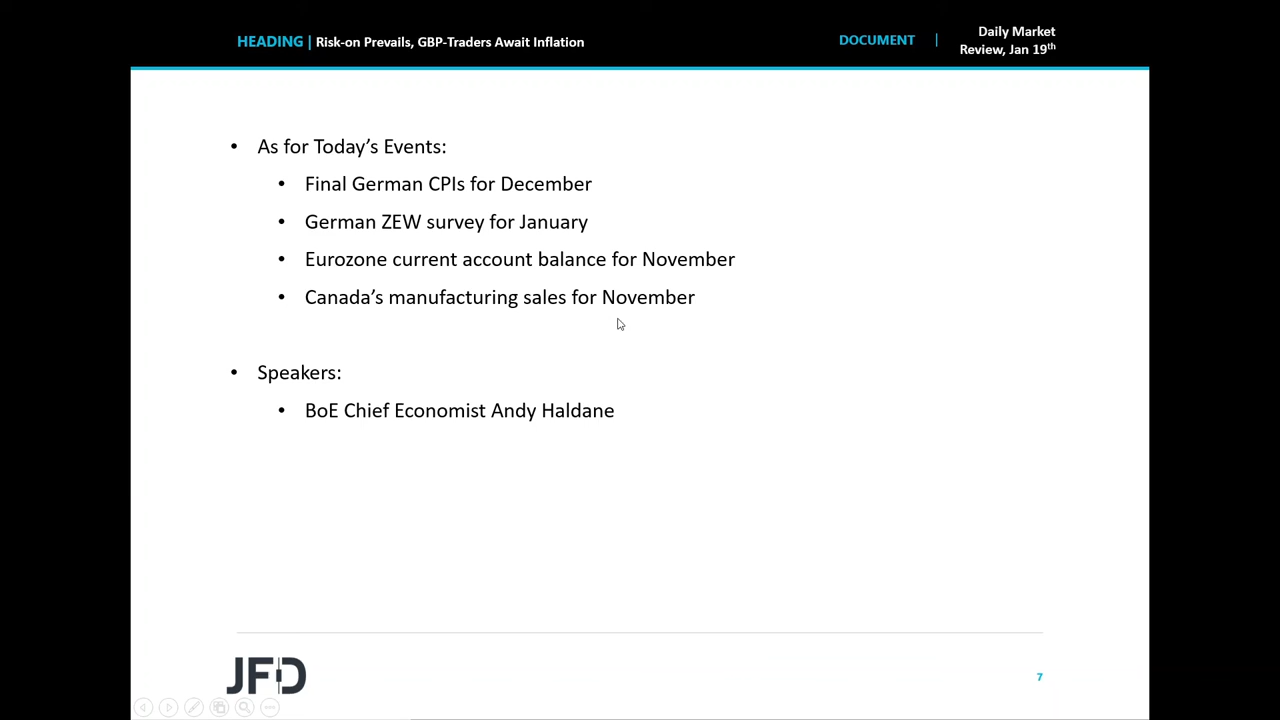 HEADING | Risk-on Prevails, GBP-Traders Await Inflation
DOCUMENT | Daily Market
Review, Jan 19th
• As for Today’s Events:
• Final German CPIs for December
• German ZEW survey for January
• Eurozone current account balance for November
• Canada’s manufacturing sales for November
• Speakers:
• BoE Chief Economist Andy Haldane
JFD
7